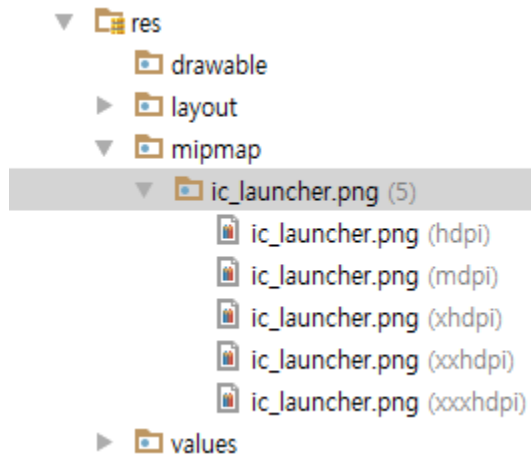 res
drawable
layout
mipmap
ic_launcher.png (5)
ic_launcher.png (hdpi)
ic_launcher.png (mdpi)
ic_launcher.png (xhdpi)
ic_launcher.png (xxhdpi)
ic_launcher.png (xxxhdpi)
values